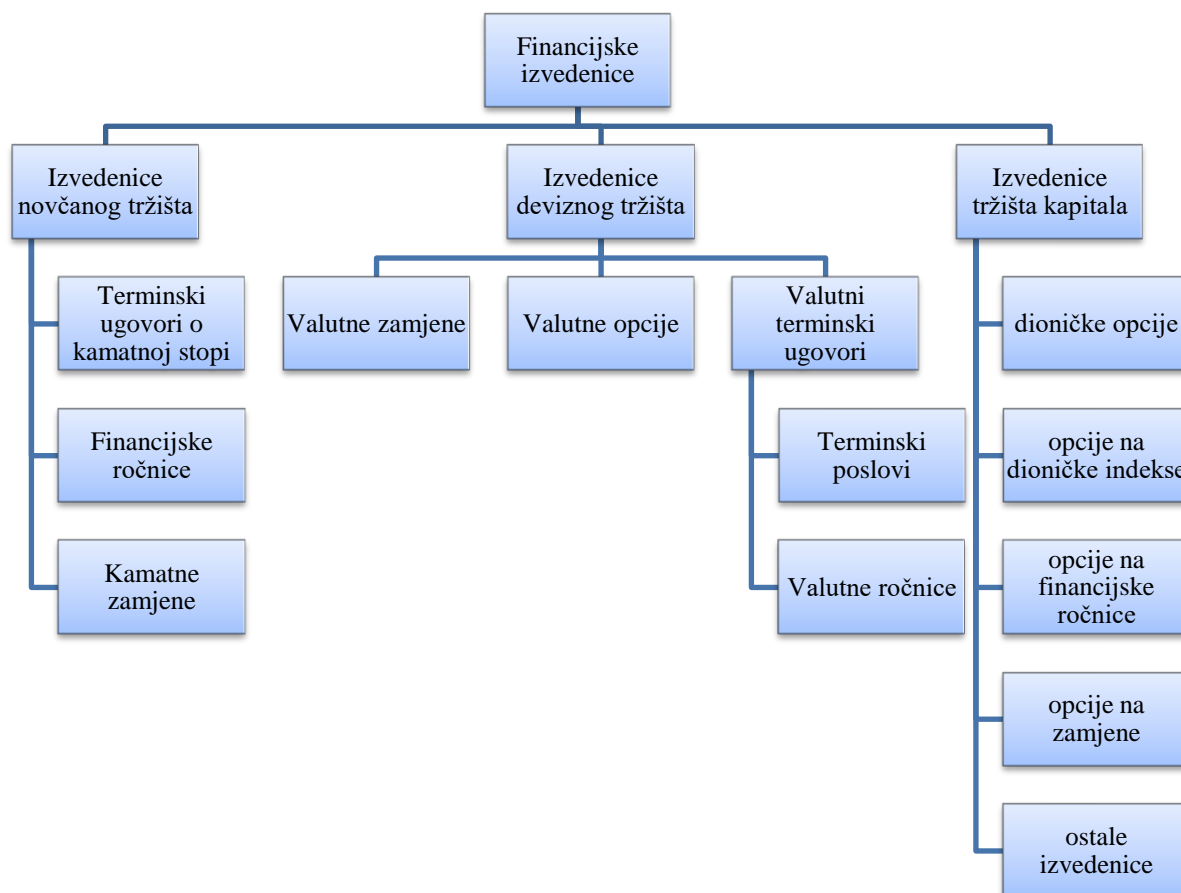 Financijske
izvedenice
Izvedenice
novčanog tržišta
Izvedenice
deviznog tržišta
Izvedenice
tržišta kapitala
Terminski
ugovori o
kamatnoj stopi
Financijske
ročnice
Kamatne
zamjene
Valutne zamjene
Valutne opcije
Valutni
terminski
ugovori
Terminski
poslovi
Valutne ročnice
dioničke opcije
opcije na
dioničke indekse
opcije na
financijske
ročnice
opcije na
zamjene
ostale
izvedenice